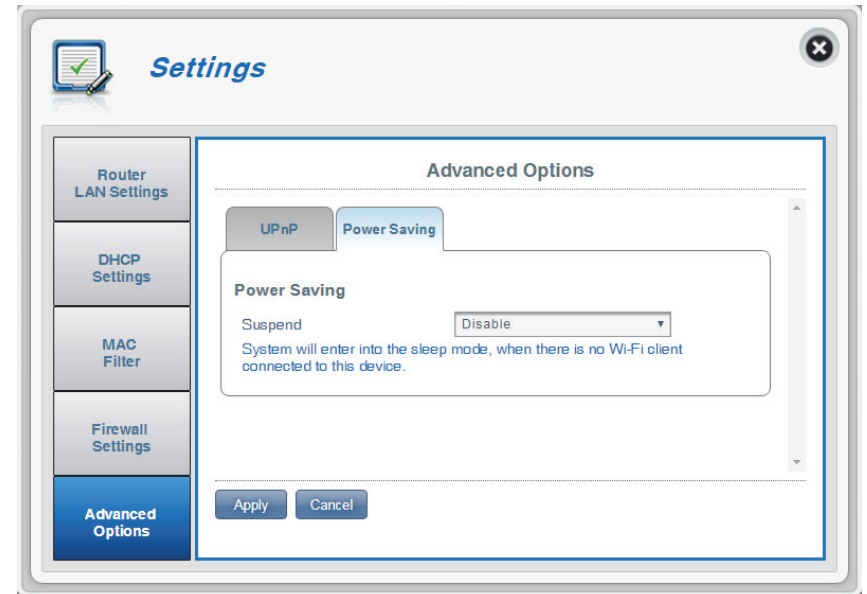 Settings
Router
LAN Settings
DHCP
Settings
MAC
Filter
Firewall
Settings
Advanced
Options
Advanced Options
UPnP
Power Saving
Power Saving
Suspend
Disable
System will enter into the sleep mode, when there is no Wi-Fi client
connected to this device.
Apply
Cancel